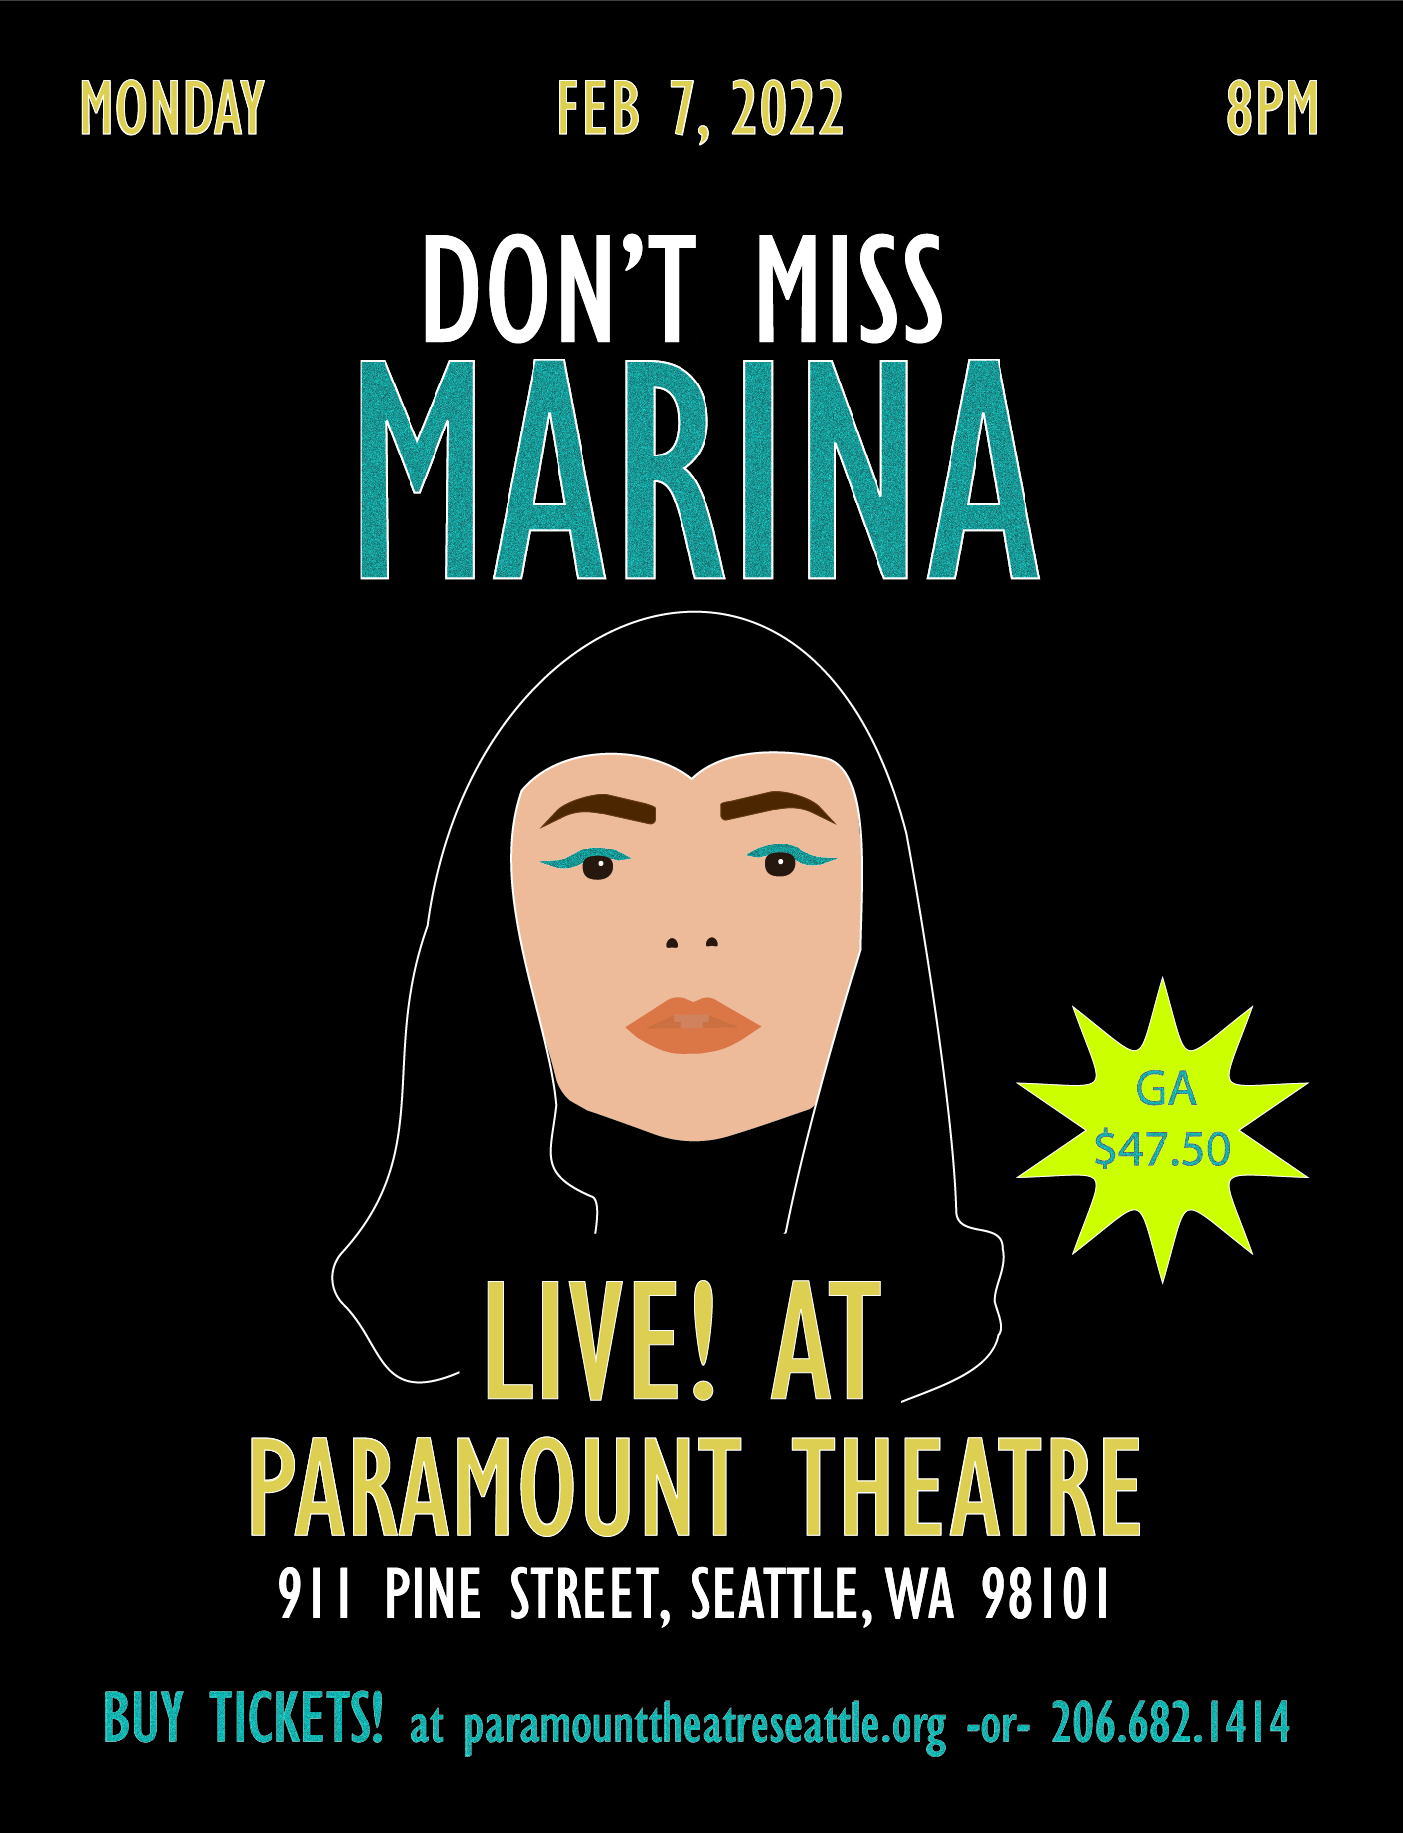 MONDAY FEB 7, 2022 8PM
DON'T MISS
MARINA
GA
$47.50
LIVE! AT
PARAMOUNT THEATRE
911 PINE STREET, SEATTLE, WA 98101
BUY TICKETS! at paramounttheatreseattle.org -or- 206.682.1414